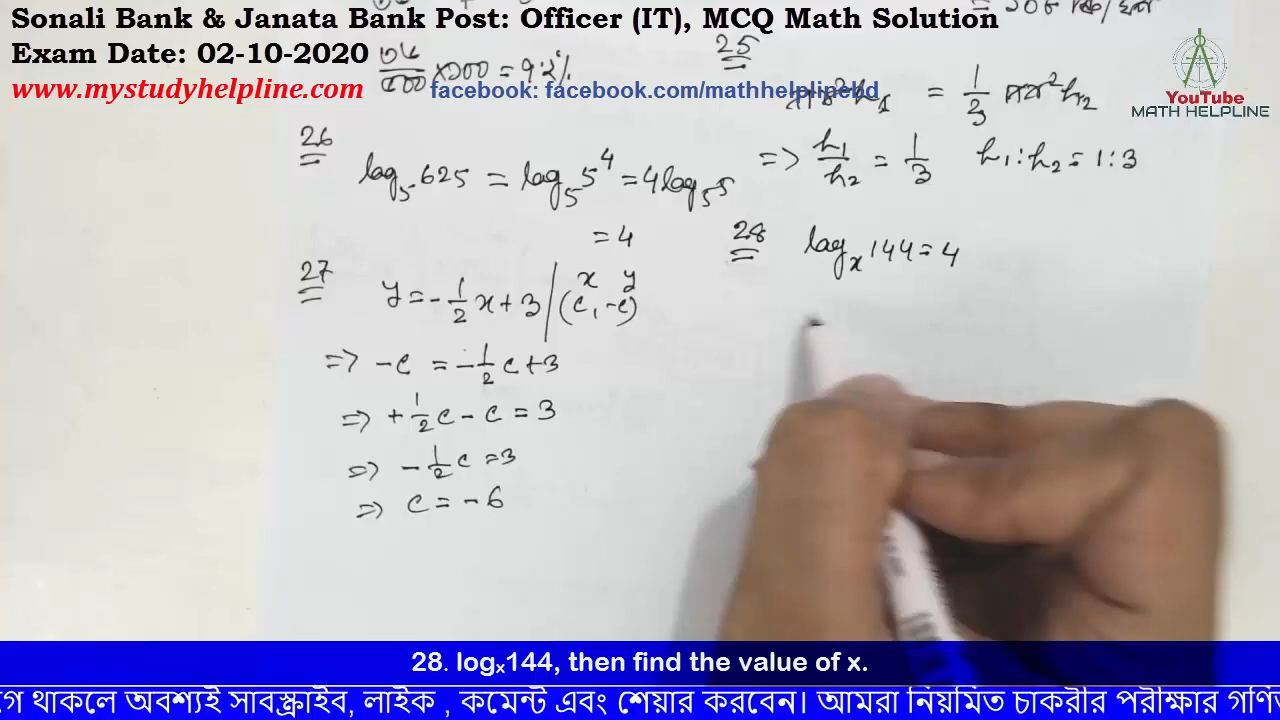 Sonali Bank & Janata Bank Post: Officer (IT), MCQ Math Solution
Exam Date: 02-10-2020
www.mystudyhelpline.com
facebook: facebook.com/mathhelplinebd
YouTube
MATH HELPLINE
×১০০ = ৭.২%
25
= 1/3 πr²h₂
=> h₁/h₂ = 1/3 h₁:h₂ = 1:3
26
log₅625 = log₅5⁴ = 4log₅5
= 4
27
y = -1/2 x + 3 | (c, -c)
x y
=> -c = -1/2 c + 3
=> +1/2 c - c = 3
=> -1/2 c = 3
=> c = -6
28
logₓ144 = 4
28. logₓ144, then find the value of x.
থাকলে অবশ্যই সাবস্ক্রাইব, লাইক , কমেন্ট এবং শেয়ার করবেন। আমরা নিয়মিত চাকরীর পরীক্ষার